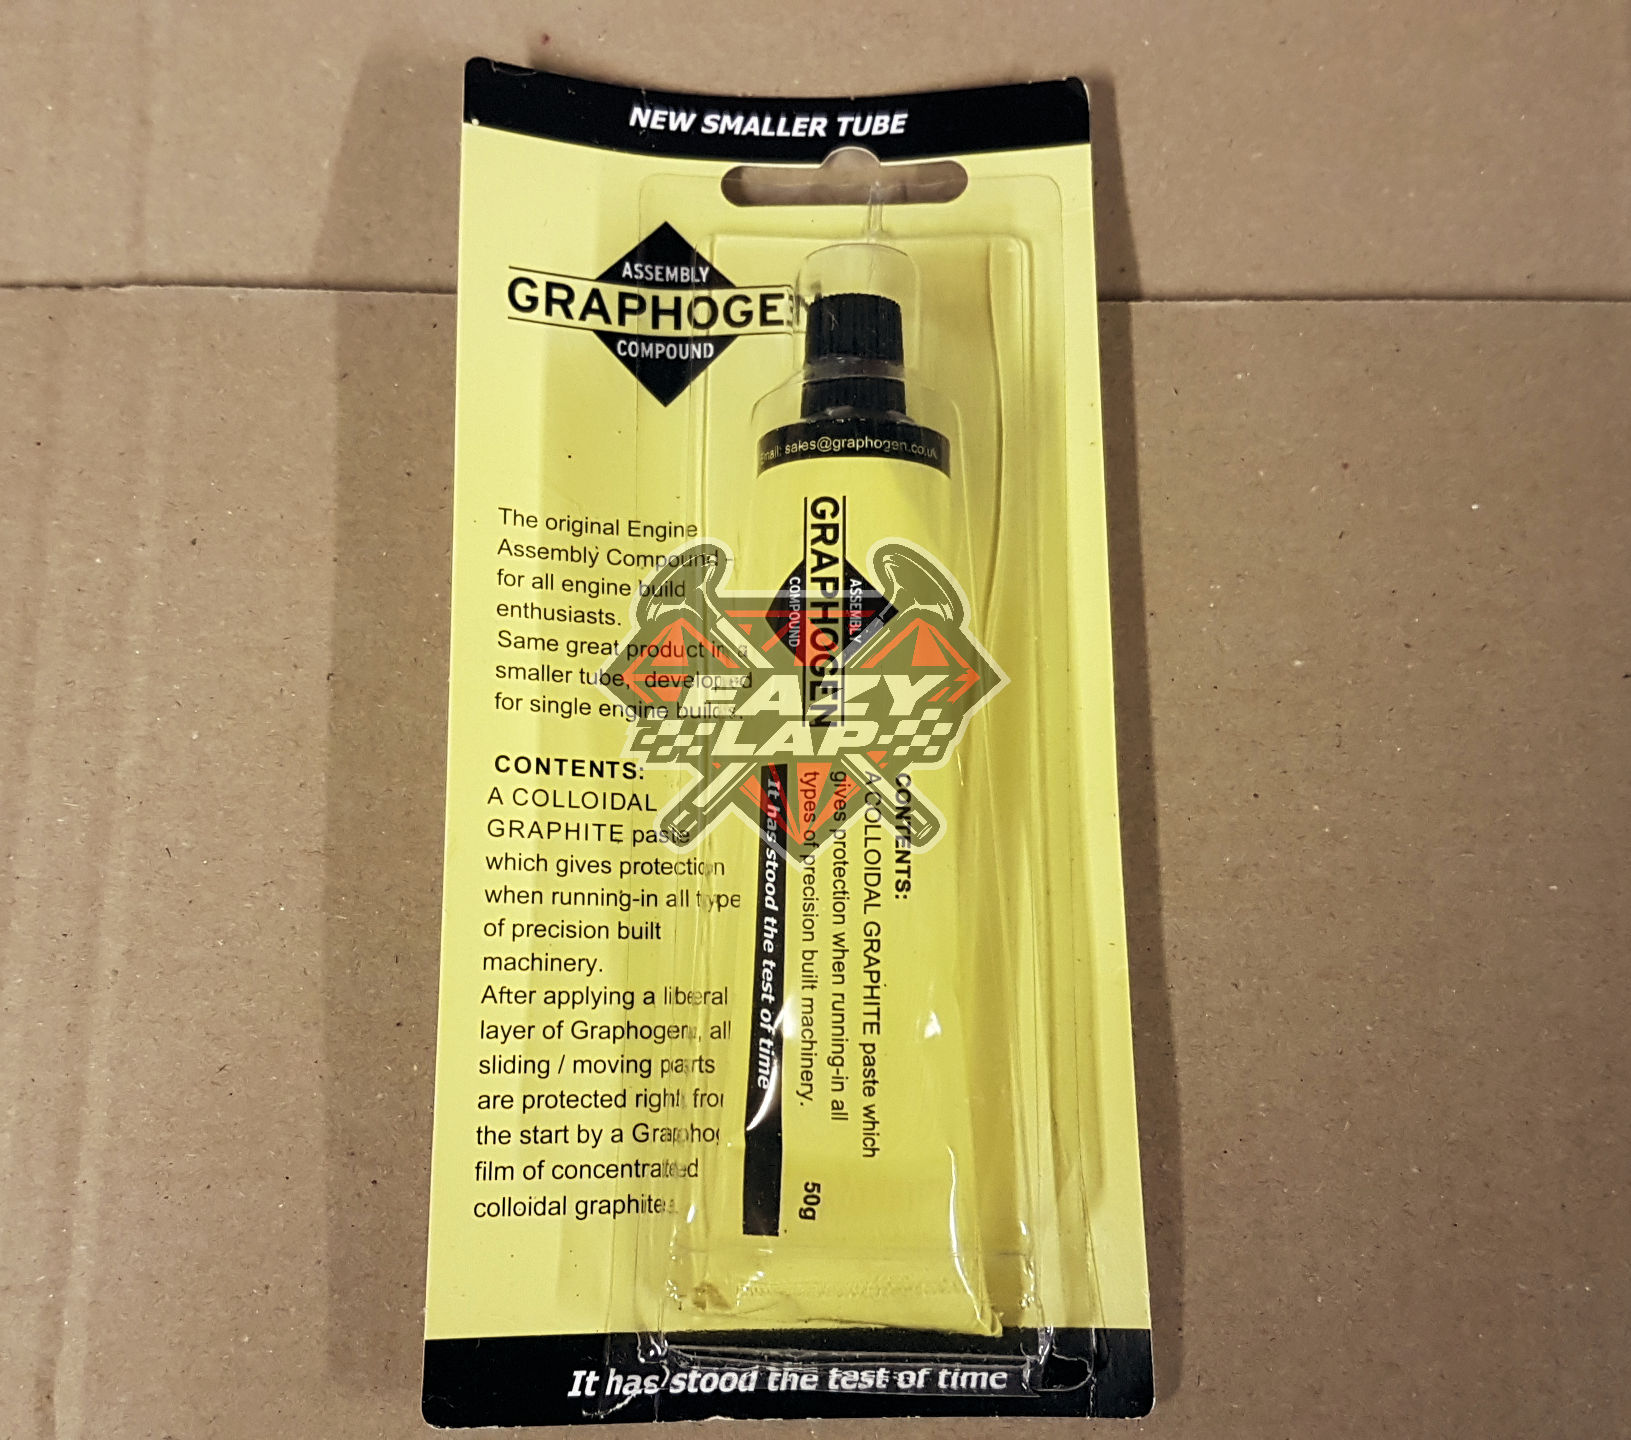 NEW SMALLER TUBE
ASSEMBLY
GRAPHOGEN
COMPOUND
The original Engine
Assembly Compound -
for all engine build
enthusiasts.
Same great product in a
smaller tube, developed
for single engine builds.
CONTENTS:
A COLLOIDAL
GRAPHITE paste
which gives protection
when running-in all type
of precision built
machinery.
After applying a liberal
layer of Graphogen, all
sliding / moving parts
are protected right
the start by a
film of concentrated
colloidal graphite
sales@graphogen.co.uk
ASSEMBLY
GRAPHOGEN
COMPOUND
CONTENTS:
A COLLOIDAL GRAPHITE paste which
gives protection when running-in all
types of precision built machinery.
50g
It has stood the test of time
EAZY
LAP
It has stood the test of time